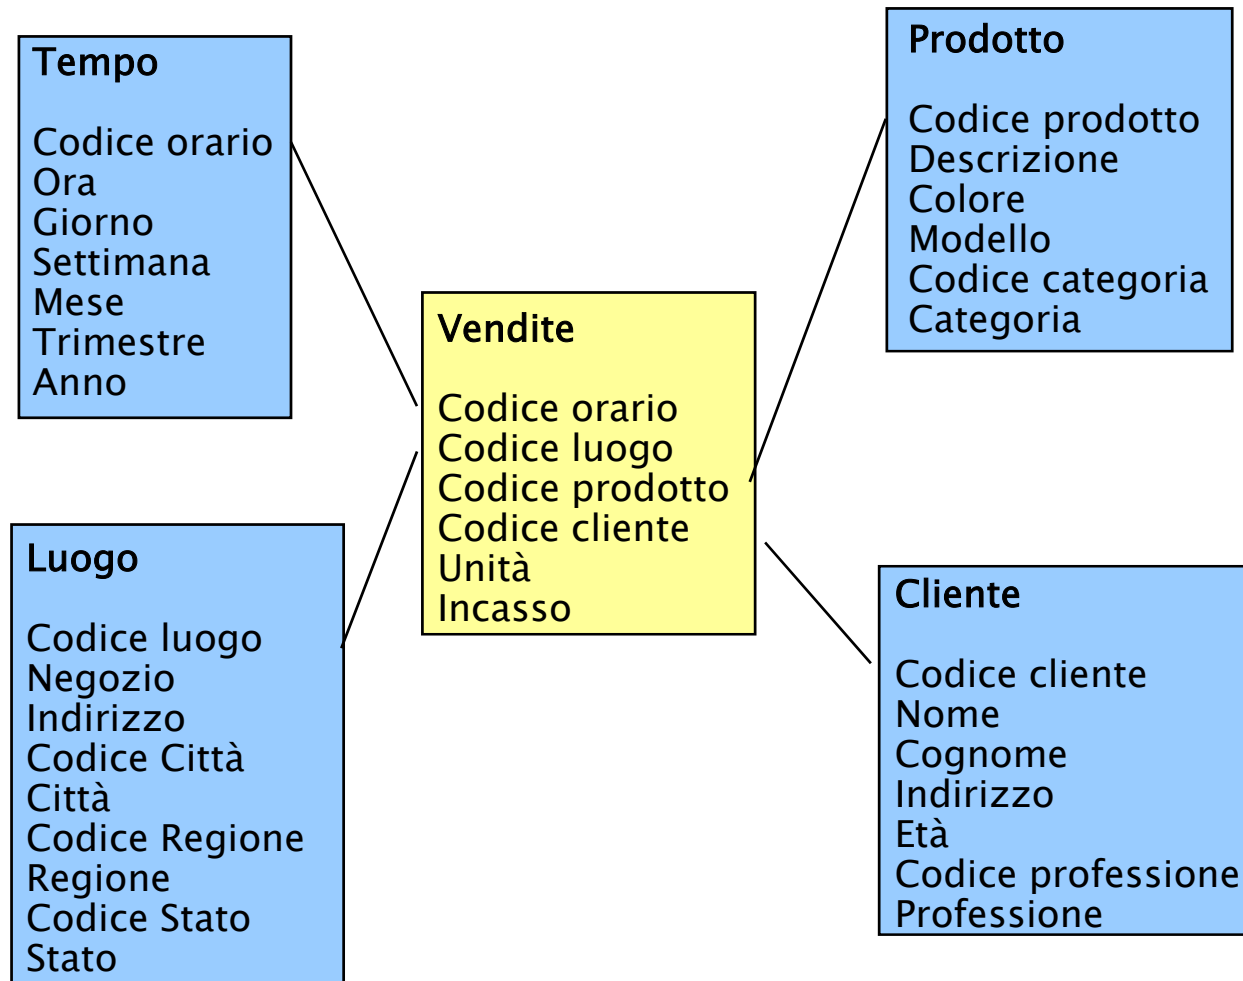 Tempo
Codice orario
Ora
Giorno
Settimana
Mese
Trimestre
Anno
Prodotto
Codice prodotto
Descrizione
Colore
Modello
Codice categoria
Categoria
Vendite
Codice orario
Codice luogo
Codice prodotto
Codice cliente
Unità
Incasso
Luogo
Codice luogo
Negozio
Indirizzo
Codice Città
Città
Codice Regione
Regione
Codice Stato
Stato
Cliente
Codice cliente
Nome
Cognome
Indirizzo
Età
Codice professione
Professione